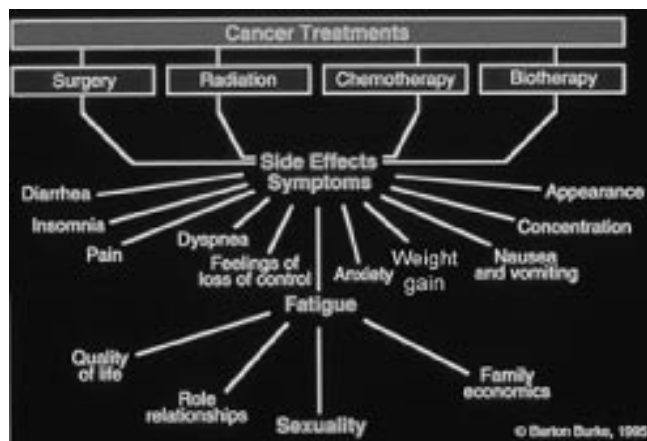 Cancer Treatments
Surgery
Radiation
Chemotherapy
Biotherapy
Side Effects
Symptoms
Diarrhea
Insomnia
Pain
Dyspnea
Feelings of
loss of control
Anxiety
Weight
gain
Nausea
and vomiting
Concentration
Appearance
Fatigue
Quality
of life
Role
relationships
Sexuality
Family
economics
© Barton Burke, 1995